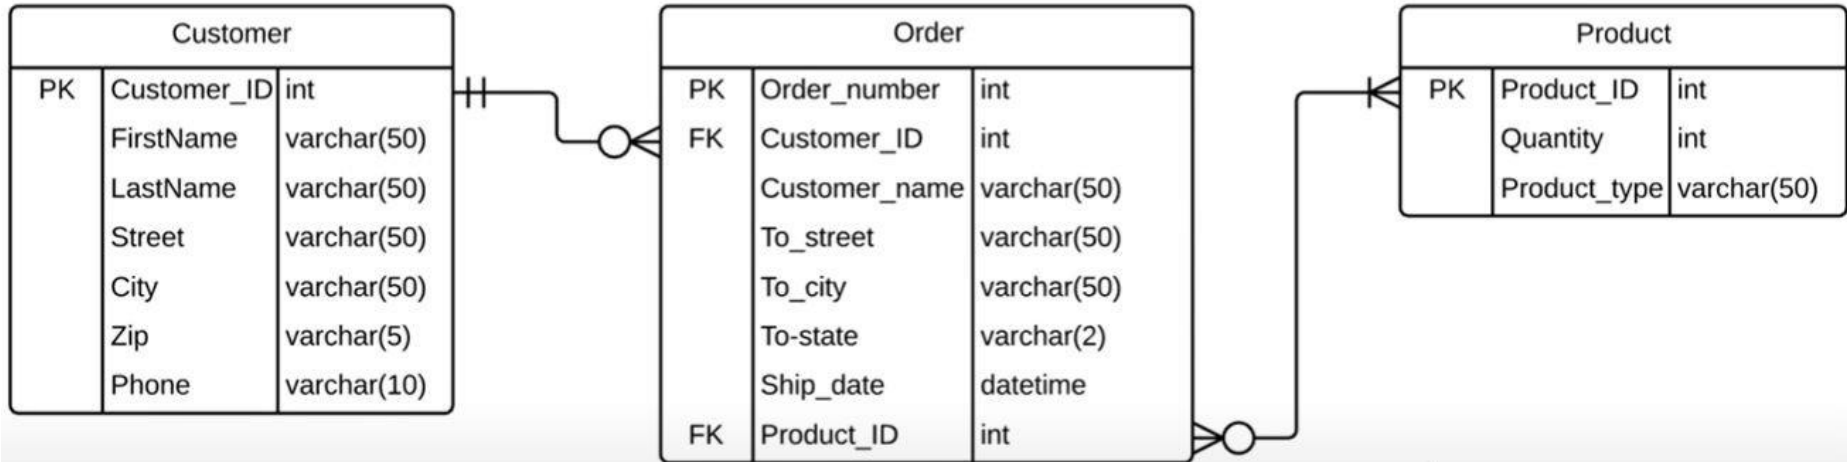 Customer
PK Customer_ID int
FirstName varchar(50)
LastName varchar(50)
Street varchar(50)
City varchar(50)
Zip varchar(5)
Phone varchar(10)
Order
PK Order_number int
FK Customer_ID int
Customer_name varchar(50)
To_street varchar(50)
To_city varchar(50)
To-state varchar(2)
Ship_date datetime
FK Product_ID int
Product
PK Product_ID int
Quantity int
Product_type varchar(50)